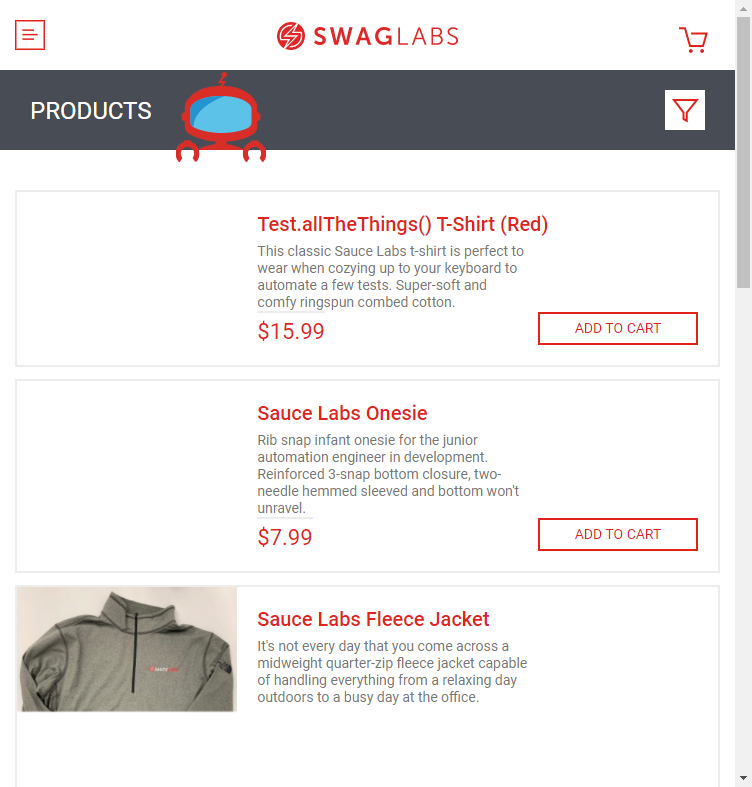 SWAGLABS
PRODUCTS
Test.allTheThings() T-Shirt (Red)
This classic Sauce Labs t-shirt is perfect to
wear when cozying up to your keyboard to
automate a few tests. Super-soft and
comfy ringspun combed cotton.
$15.99
ADD TO CART
Sauce Labs Onesie
Rib snap infant onesie for the junior
automation engineer in development.
Reinforced 3-snap bottom closure, two-
needle hemmed sleeved and bottom won't
unravel.
$7.99
ADD TO CART
Sauce Labs Fleece Jacket
It's not every day that you come across a
midweight quarter-zip fleece jacket capable
of handling everything from a relaxing day
outdoors to a busy day at the office.